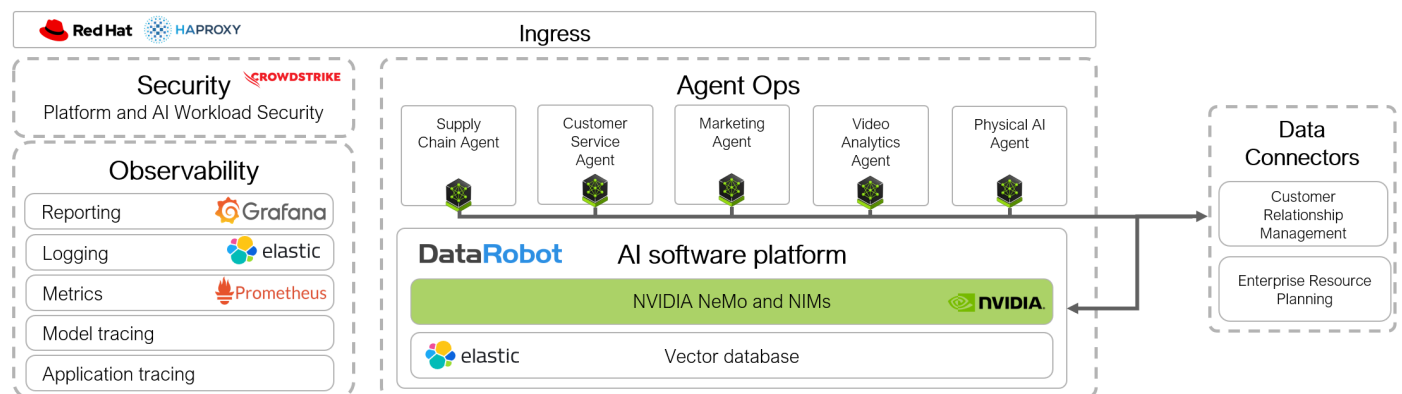 Red Hat HAPROXY Ingress
Security CROWDSTRIKE
Platform and AI Workload Security
Observability
Reporting Grafana
Logging elastic
Metrics Prometheus
Model tracing
Application tracing
Agent Ops
Supply
Chain Agent
Customer
Service
Agent
Marketing
Agent
Video
Analytics
Agent
Physical AI
Agent
DataRobot AI software platform
NVIDIA NeMo and NIMs NVIDIA.
elastic Vector database
Data
Connectors
Customer
Relationship
Management
Enterprise Resource
Planning